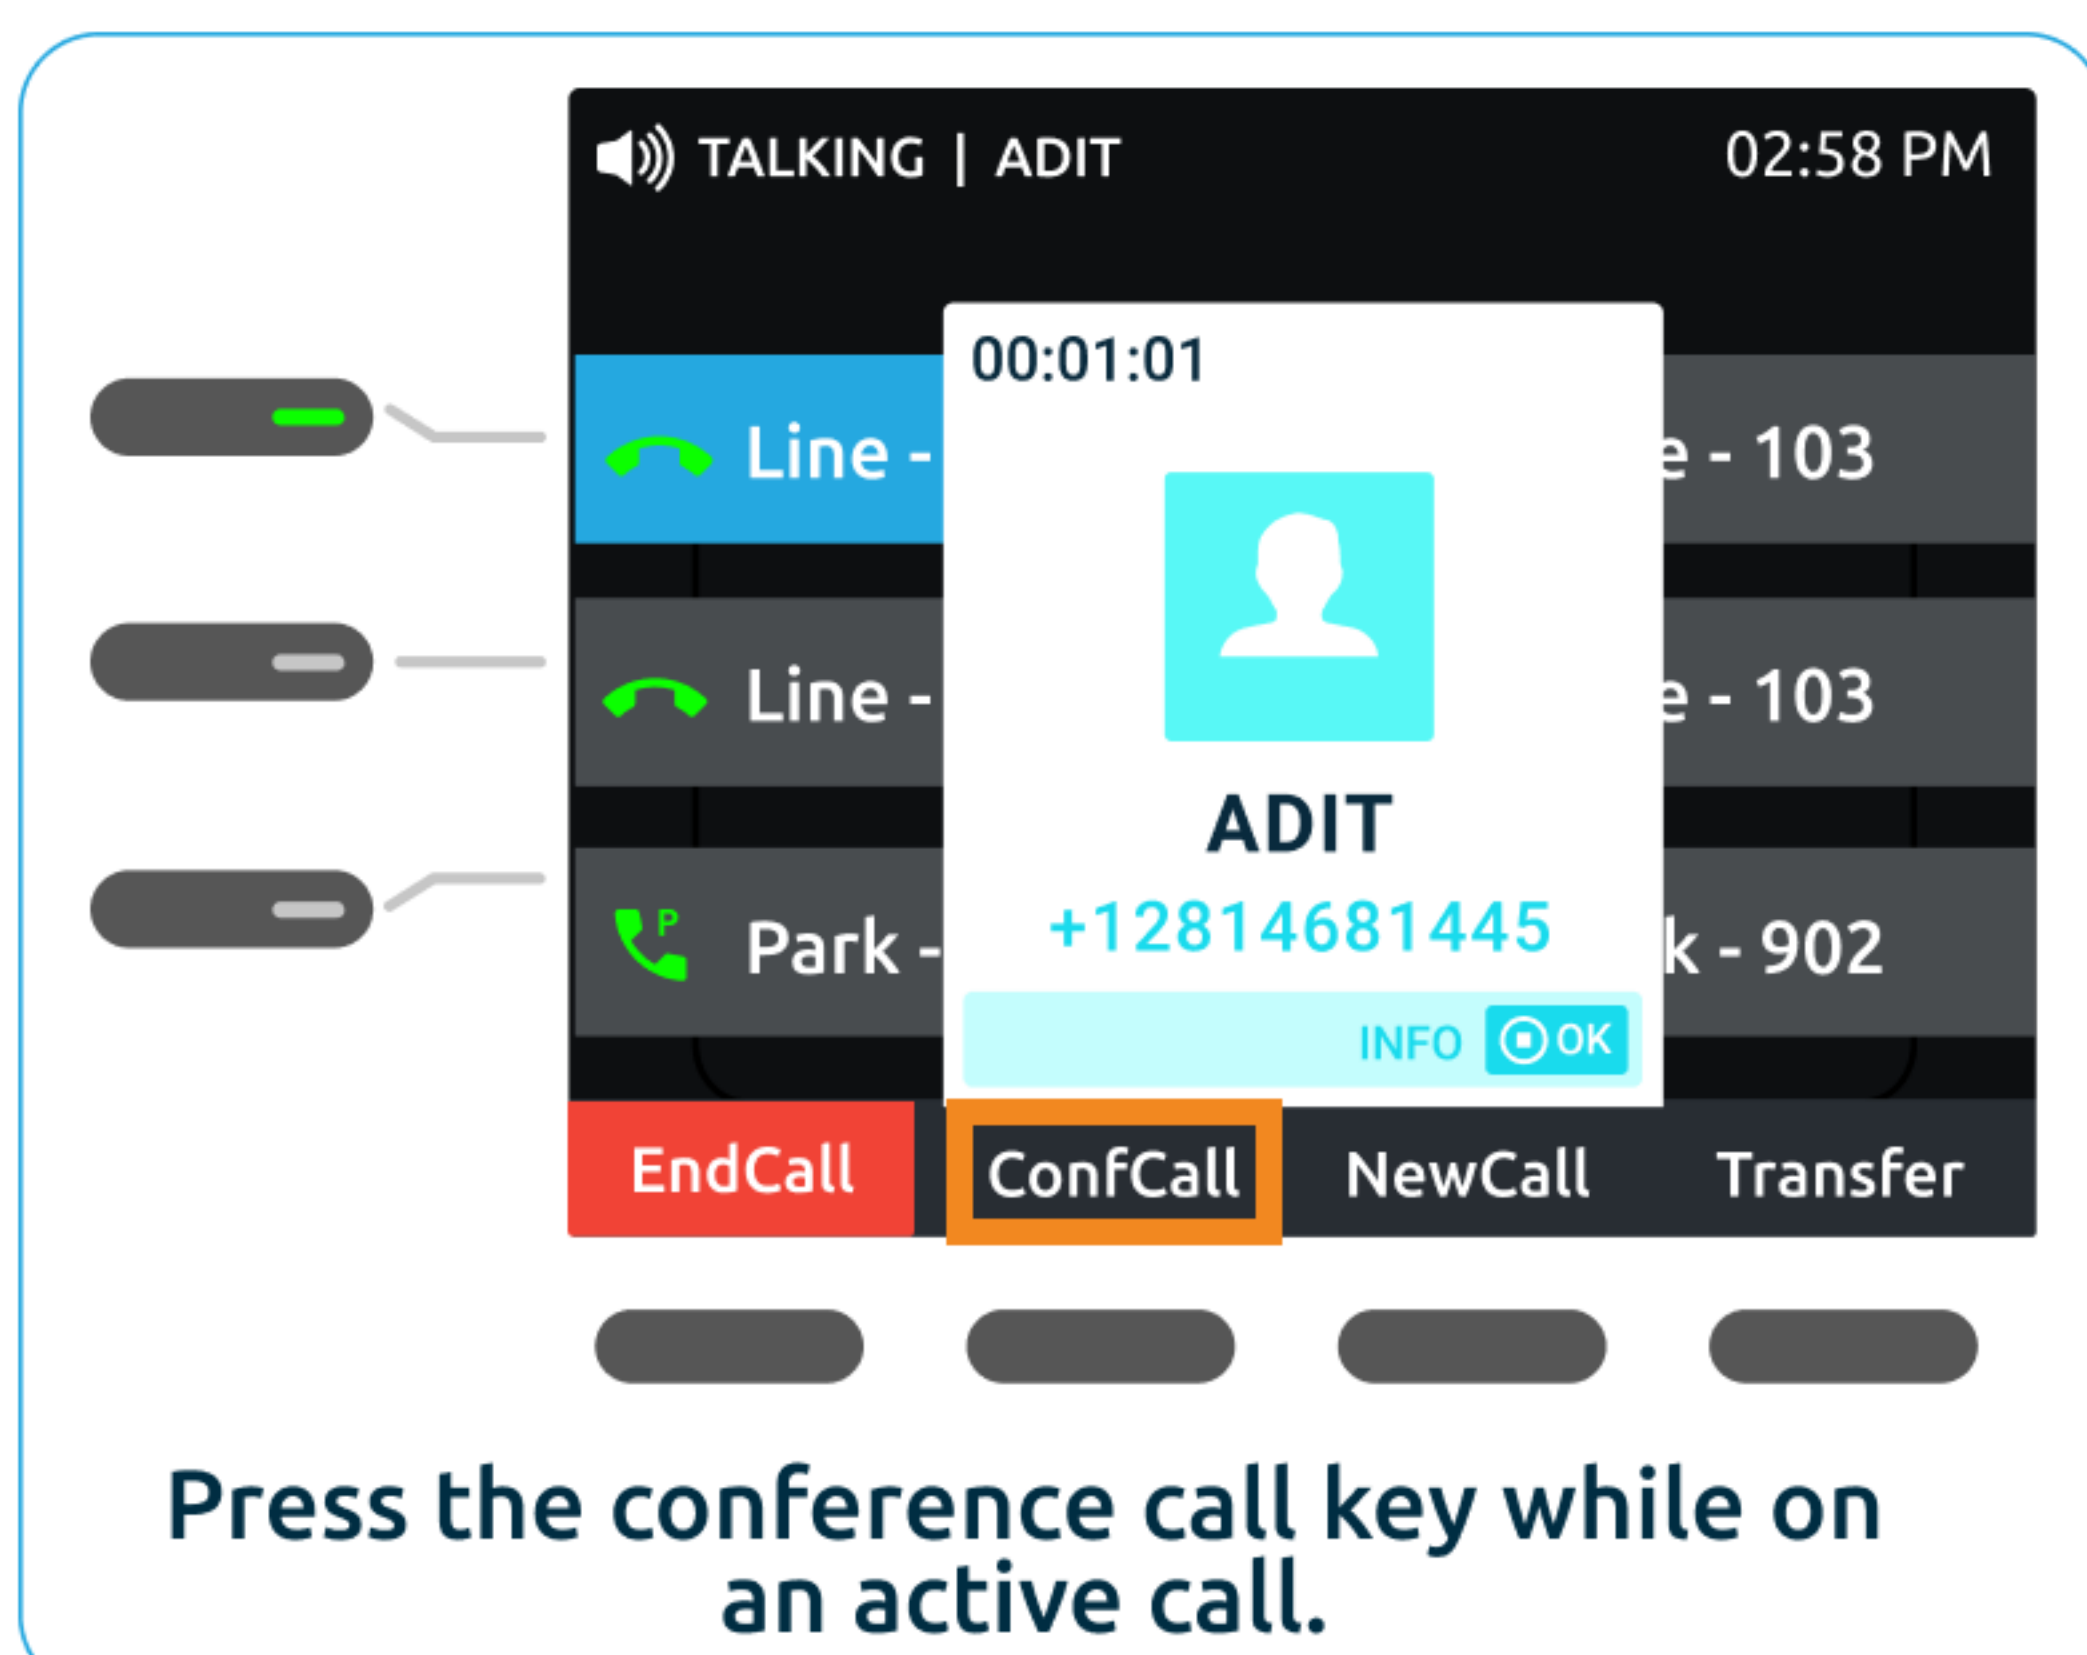 TALKING | ADIT
02:58 PM
00:01:01
Line -
e - 103
Line -
e - 103
ADIT
+12814681445
P
Park -
k - 902
INFO OK
EndCall
ConfCall
NewCall
Transfer
Press the conference call key while on
an active call.